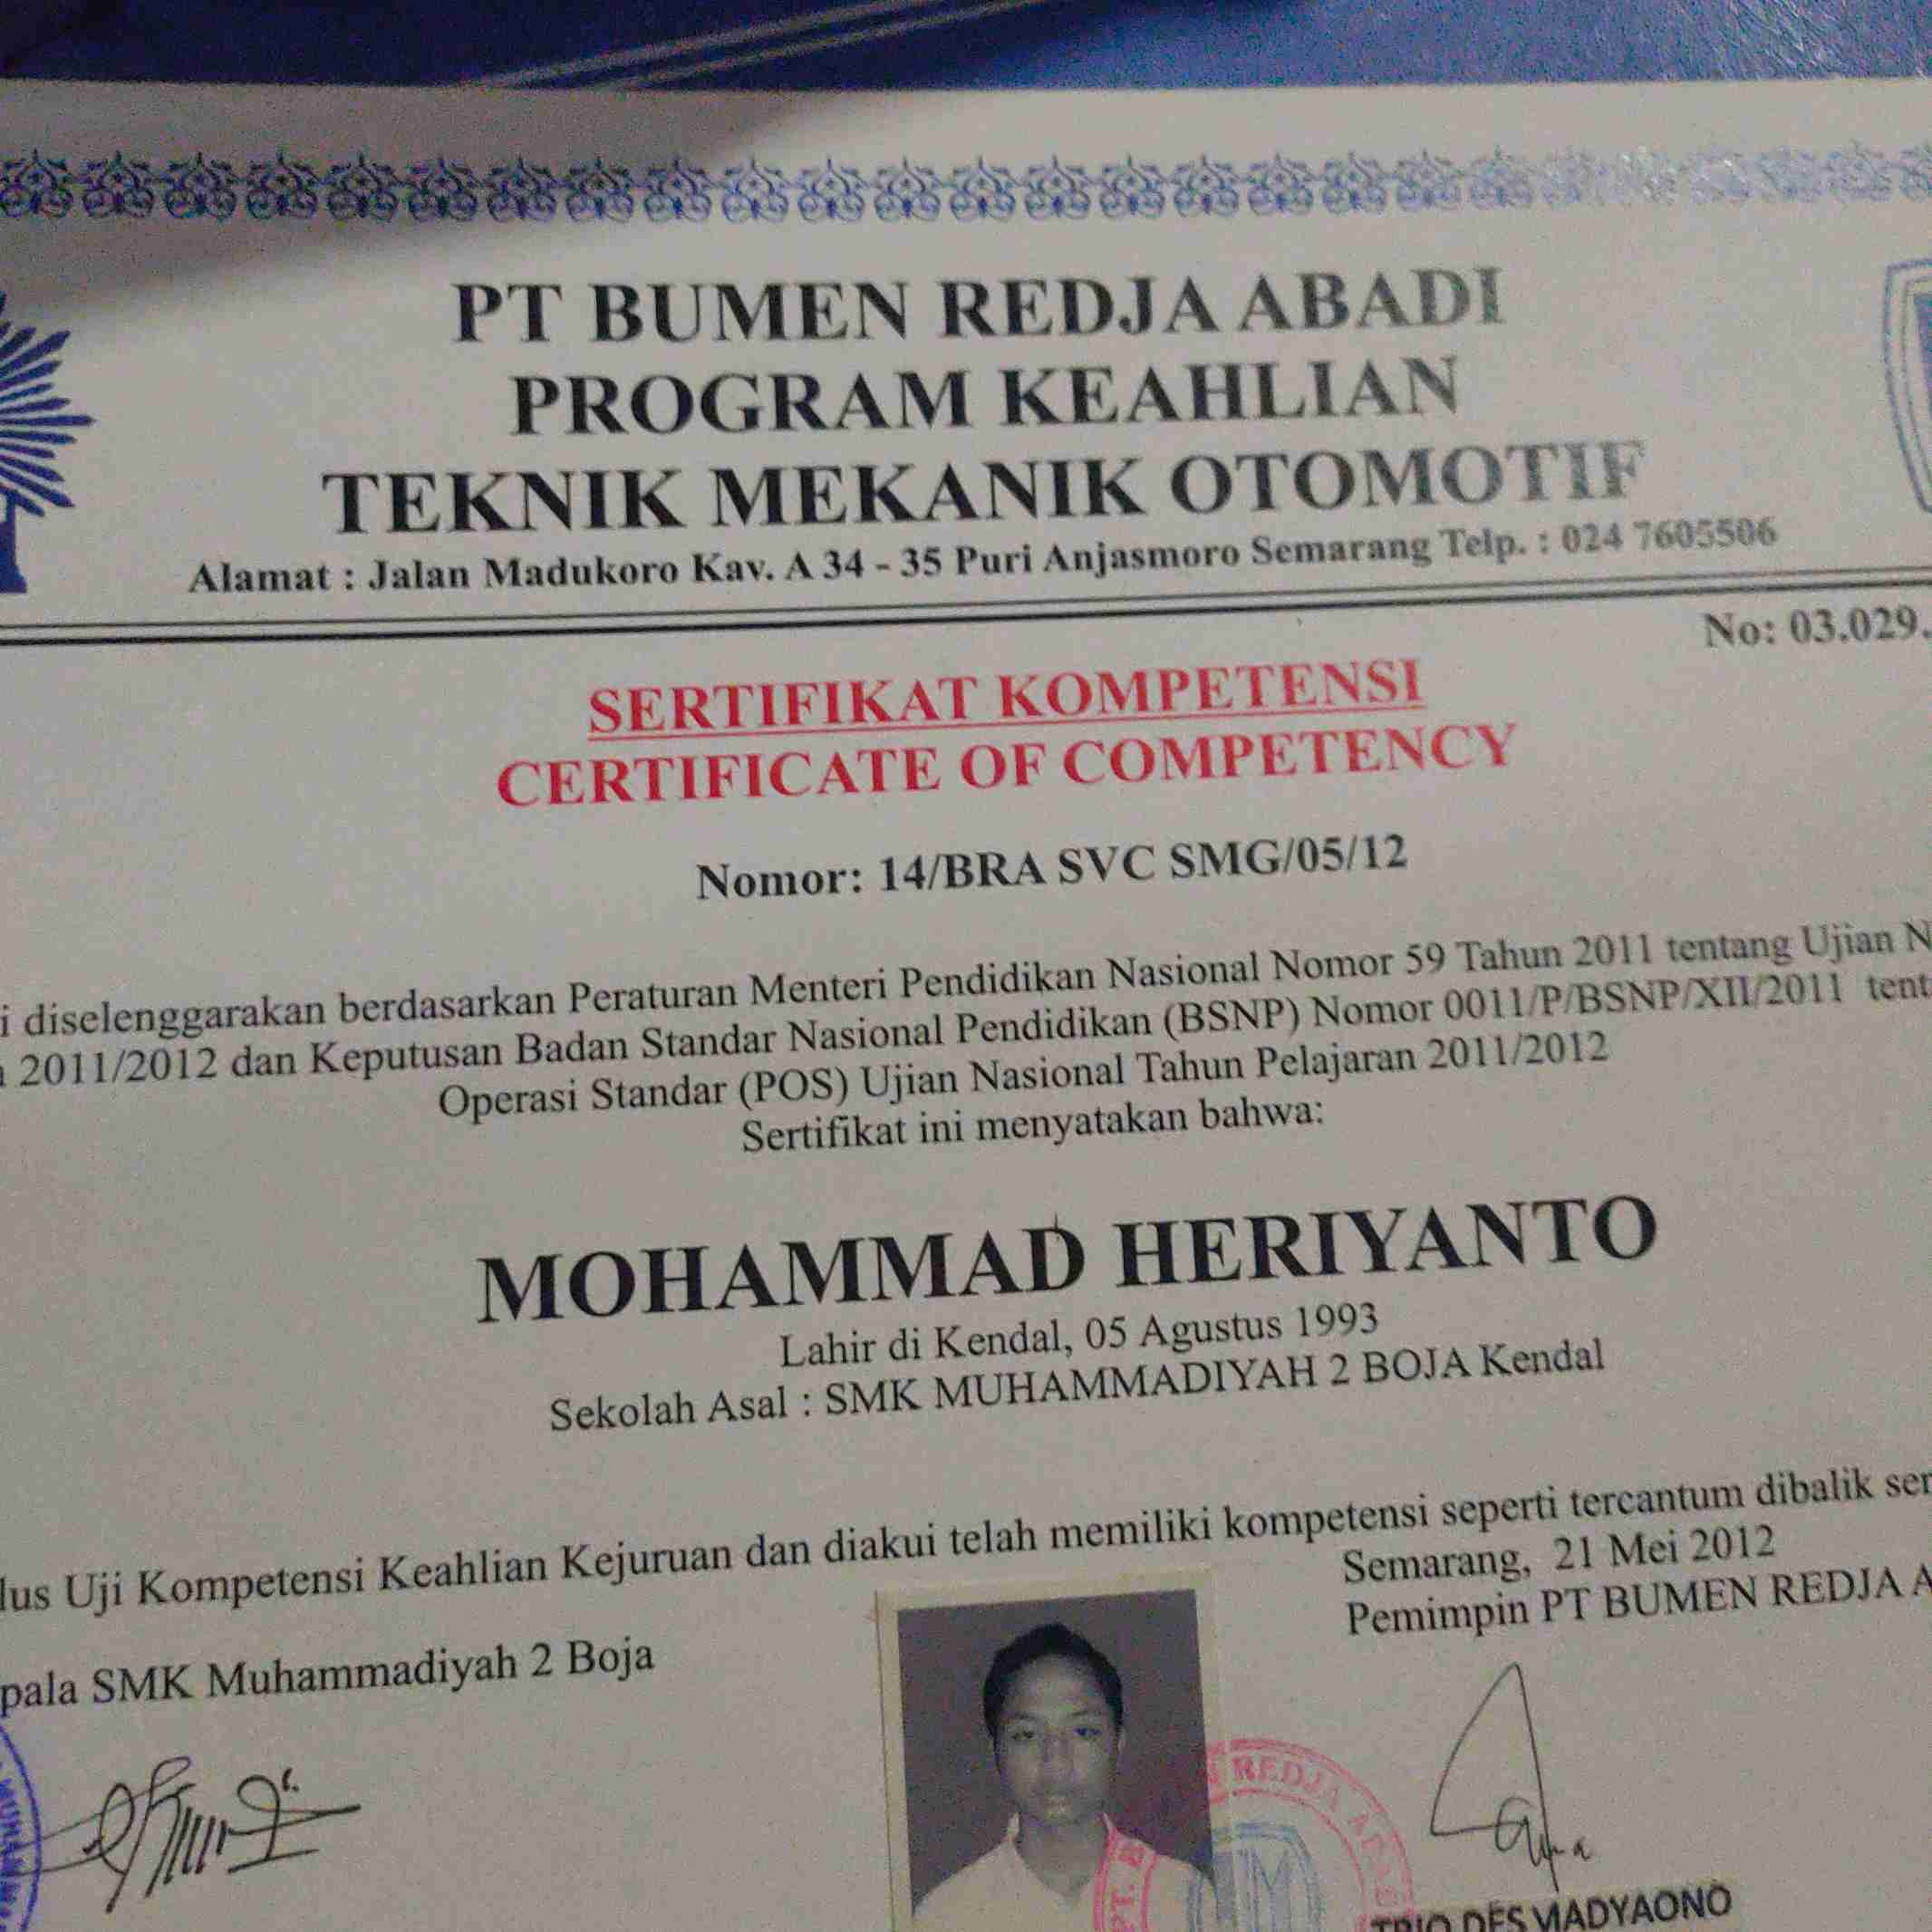 PT BUMEN REDJA ABADI
PROGRAM KEAHLIAN
TEKNIK MEKANIK OTOMOTIF
Alamat : Jalan Madukoro Kav. A 34 - 35 Puri Anjasmoro Semarang Telp. : 024 7605506
No: 03.029.
SERTIFIKAT KOMPETENSI
CERTIFICATE OF COMPETENCY
Nomor: 14/BRA SVC SMG/05/12
i diselenggarakan berdasarkan Peraturan Menteri Pendidikan Nasional Nomor 59 Tahun 2011 tentang Ujian N
2011/2012 dan Keputusan Badan Standar Nasional Pendidikan (BSNP) Nomor 0011/P/BSNP/XII/2011 tent
Operasi Standar (POS) Ujian Nasional Tahun Pelajaran 2011/2012
Sertifikat ini menyatakan bahwa:
MOHAMMAD HERIYANTO
Lahir di Kendal, 05 Agustus 1993
Sekolah Asal : SMK MUHAMMADIYAH 2 BOJA Kendal
lus Uji Kompetensi Keahlian Kejuruan dan diakui telah memiliki kompetensi seperti tercantum dibalik ser
Semarang, 21 Mei 2012
Pemimpin PT BUMEN REDJA A
pala SMK Muhammadiyah 2 Boja
REDJA
PT. B